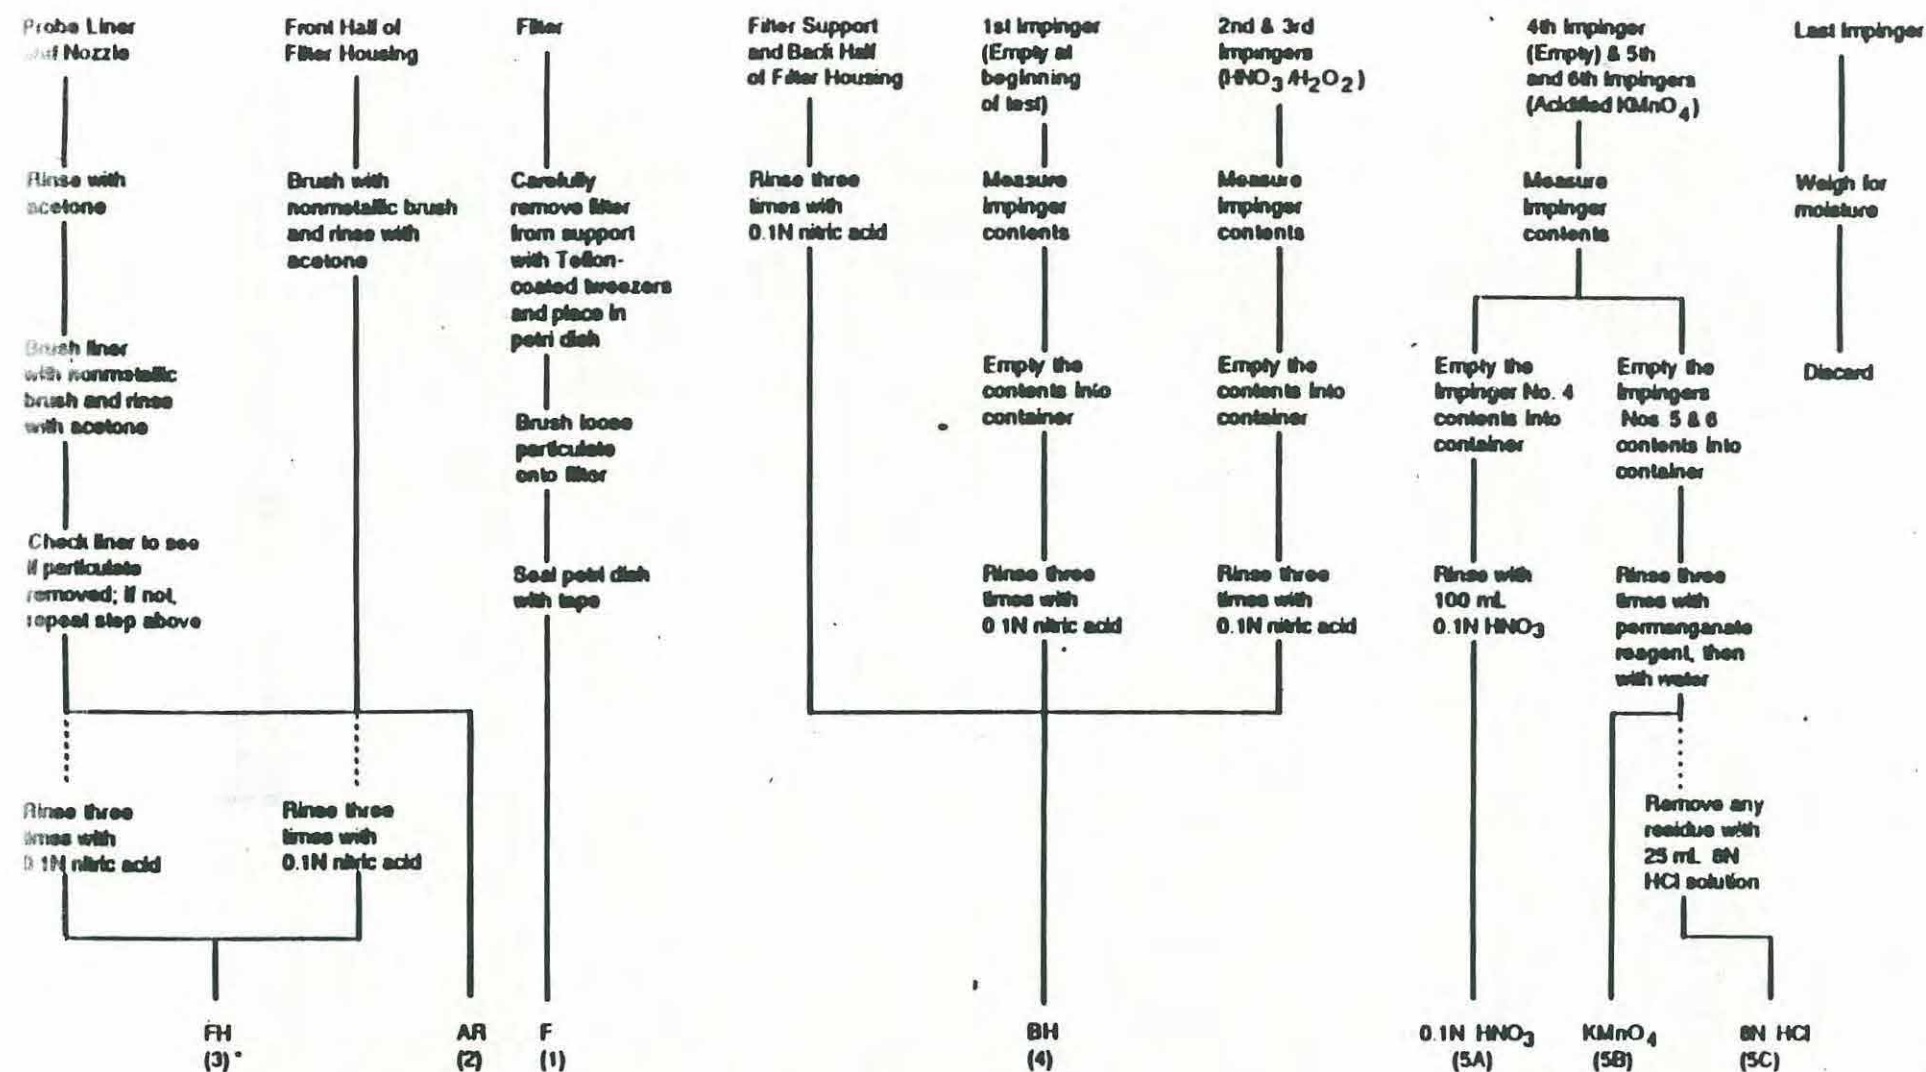 Probe Liner
and Nozzle
Rinse with
acetone
Brush liner
with nonmetallic
brush and rinse
with acetone
Check liner to see
if particulate
removed; if not,
repeat step above
Rinse three
times with
0.1N nitric acid
Front Half of
Filter Housing
Brush with
nonmetallic brush
and rinse with
acetone
Rinse three
times with
0.1N nitric acid
FH
(3)*
AR
(2)
Filter
Carefully
remove filter
from support
with Teflon-
coated tweezers
and place in
petri dish
Brush loose
particulate
onto filter
Seal petri dish
with tape
F
(1)
Filter Support
and Back Half
of Filter Housing
Rinse three
times with
0.1N nitric acid
1st Impinger
(Empty at
beginning
of test)
Measure
impinger
contents
Empty the
contents into
container
Rinse three
times with
0 1N nitric acid
2nd & 3rd
Impingers
(HNO3/H2O2)
Measure
impinger
contents
Empty the
contents into
container
Rinse three
times with
0.1N nitric acid
BH
(4)
4th Impinger
(Empty) & 5th
and 6th Impingers
(Acidified KMnO4)
Measure
impinger
contents
Empty the
Impinger No. 4
contents into
container
Rinse with
100 mL
0.1N HNO3
0.1N HNO3
(5A)
Empty the
Impingers
Nos. 5 & 6
contents into
container
Rinse three
times with
permanganate
reagent, then
with water
KMnO4
(5B)
Remove any
residue with
25 mL 8N
HCl solution
8N HCl
(5C)
Last Impinger
Weigh for
moisture
Discard